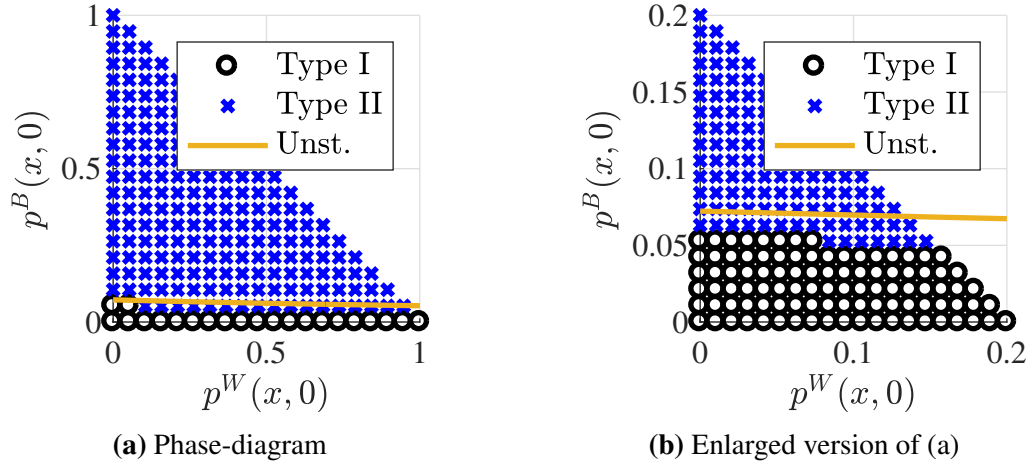 1
0.5
0
0
0.5
1
p^B(x, 0)
p^W(x, 0)
Type I
Type II
Unst.
(a) Phase-diagram
0.2
0.15
0.1
0.05
0
0
0.1
0.2
p^B(x, 0)
p^W(x, 0)
Type I
Type II
Unst.
(b) Enlarged version of (a)